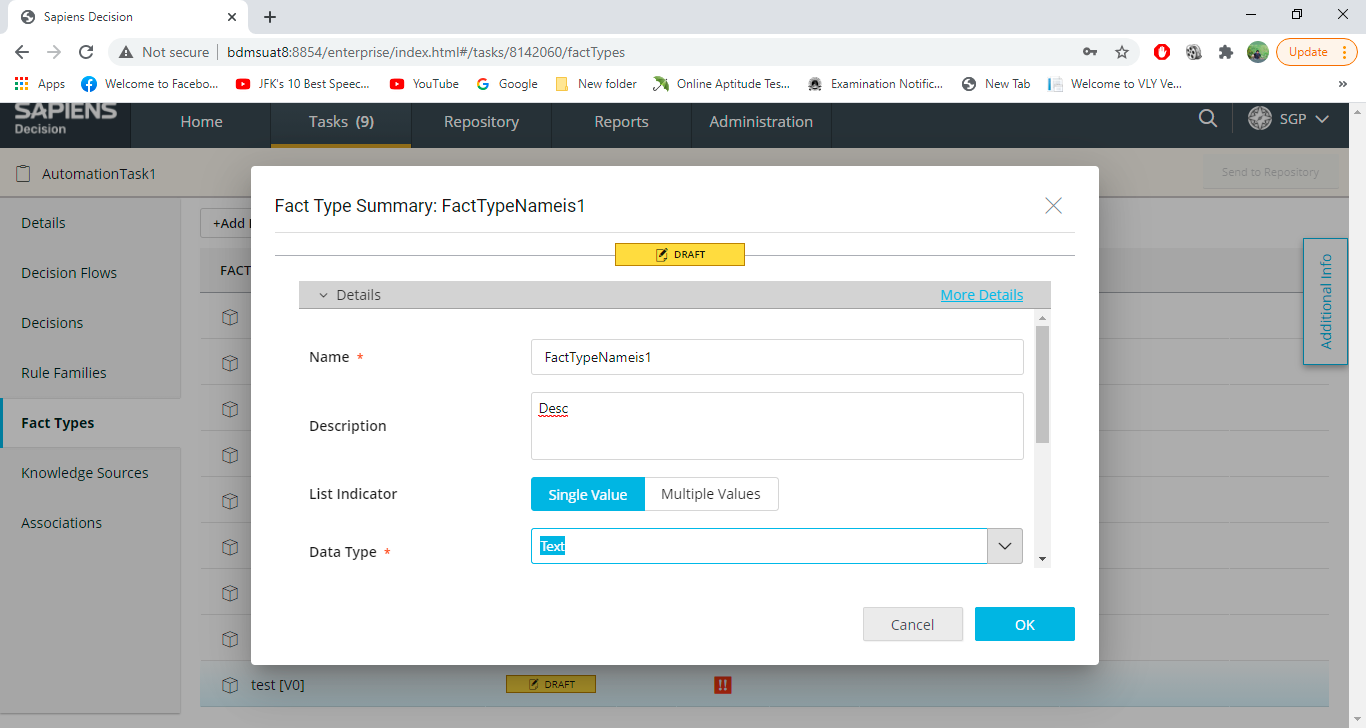 Sapiens Decision
Not secure bdmsuat8:8854/enterprise/index.html#/tasks/8142060/factTypes
Update
Apps Welcome to Facebo... JFK's 10 Best Speec... YouTube Google New folder Online Aptitude Tes... Examination Notific... New Tab Welcome to VLY Ve... »
SAPIENS
Decision
Home Tasks (9) Repository Reports Administration SGP
AutomationTask1 Send to Repository
Details
Decision Flows
Decisions
Rule Families
Fact Types
Knowledge Sources
Associations
+Add
FACT
Additional Info
Fact Type Summary: FactTypeNameis1
DRAFT
Details More Details
Name * FactTypeNameis1
Description Desc
List Indicator Single Value Multiple Values
Data Type * Text
Cancel OK
test [V0] DRAFT !!